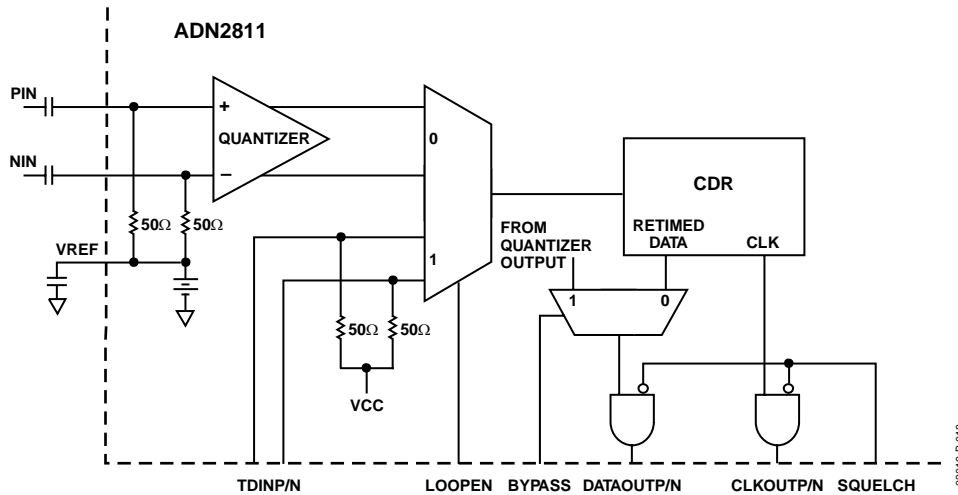 ADN2811
PIN
+
QUANTIZER
NIN
−
0
CDR
50Ω
50Ω
FROM
QUANTIZER
OUTPUT
RETIMED
DATA
CLK
VREF
1
1
0
50Ω
50Ω
VCC
TDINP/N
LOOPEN
BYPASS
DATAOUTP/N
CLKOUTP/N
SQUELCH